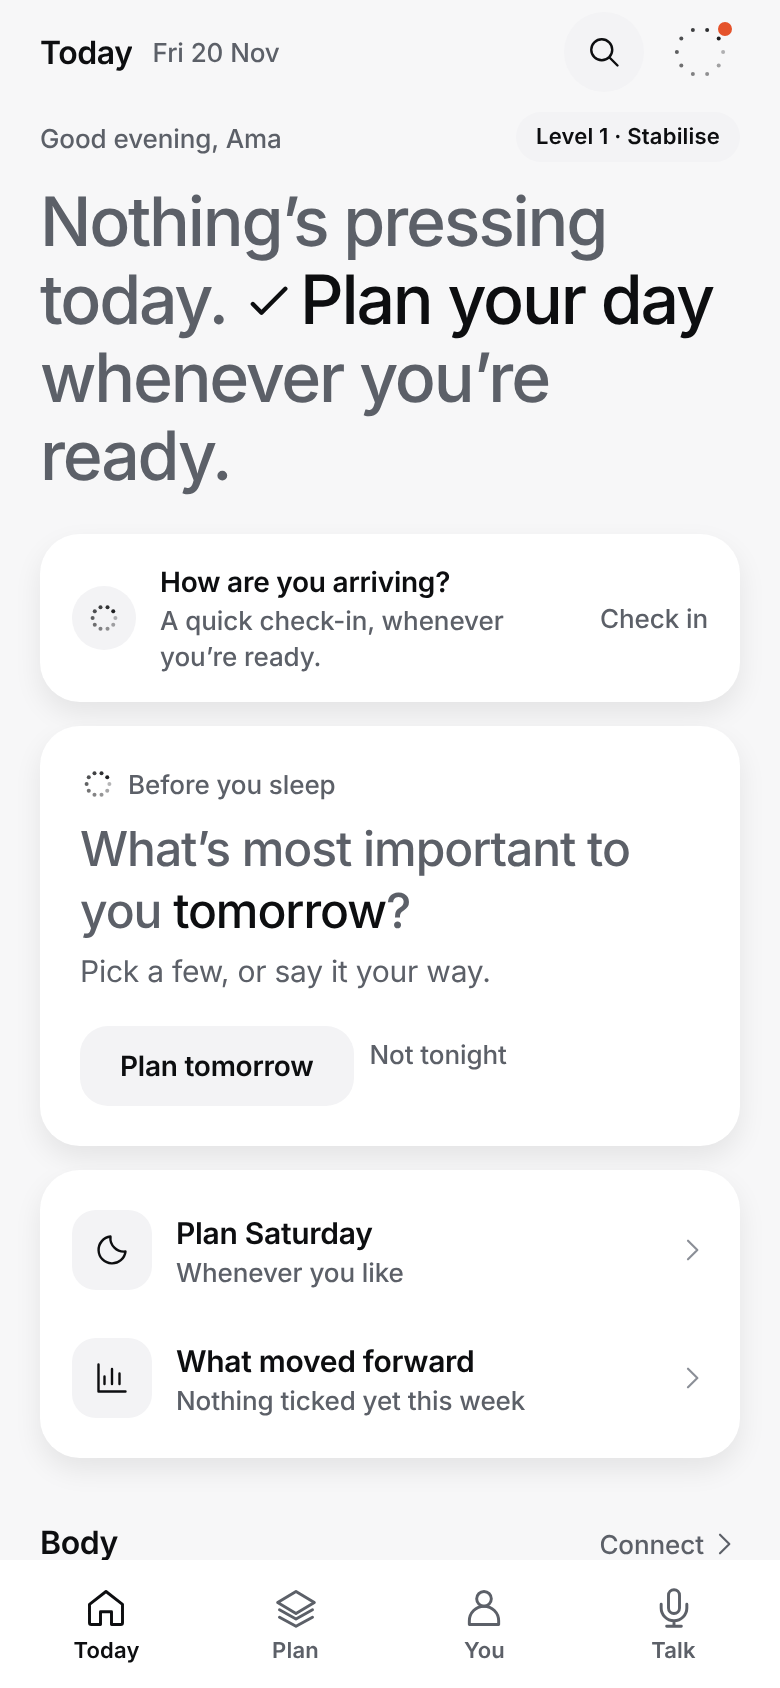 Today Fri 20 Nov
Good evening, Ama
Level 1 · Stabilise
Nothing’s pressing
today. ✓ Plan your day
whenever you’re
ready.
How are you arriving?
A quick check-in, whenever
you’re ready.
Check in
Before you sleep
What’s most important to
you tomorrow?
Pick a few, or say it your way.
Plan tomorrow
Not tonight
Plan Saturday
Whenever you like
What moved forward
Nothing ticked yet this week
Body
Connect
Today
Plan
You
Talk